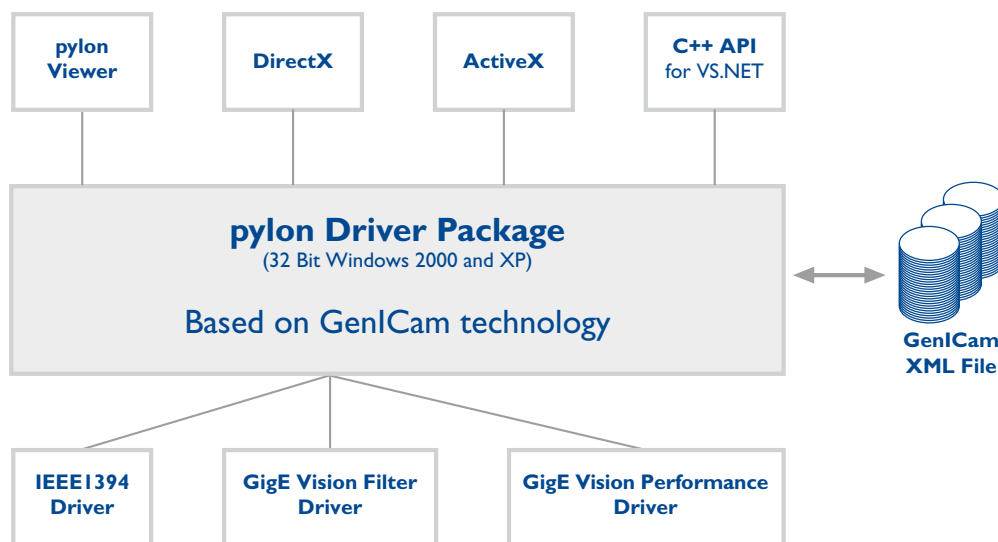 pylon
Viewer
DirectX
ActiveX
C++ API
for VS.NET
pylon Driver Package
(32 Bit Windows 2000 and XP)
Based on GenICam technology
GenICam
XML File
IEEE1394
Driver
GigE Vision Filter
Driver
GigE Vision Performance
Driver